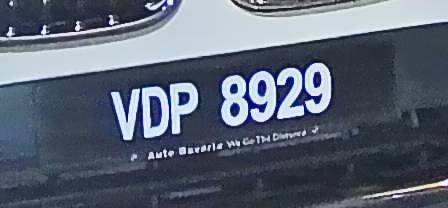 VDP 8929
Auto Bavaria We Go The Distance